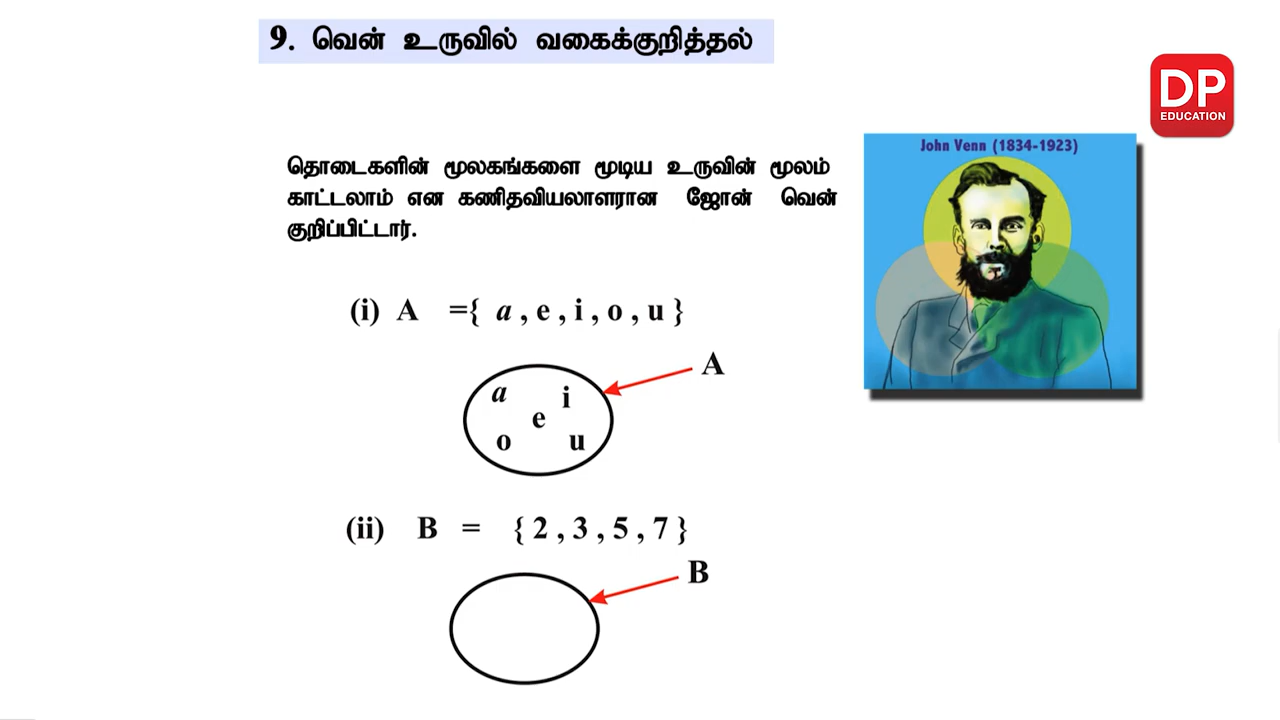 9. வென் உருவில் வகைக்குறித்தல்
DP
EDUCATION
John Venn (1834-1923)
தொடைகளின் மூலகங்களை மூடிய உருவின் மூலம்
காட்டலாம் என கணிதவியலாளரான ஜோன் வென்
குறிப்பிட்டார்.
(i) A ={ a , e , i , o , u }
A
a i
e
o u
(ii) B = { 2 , 3 , 5 , 7 }
B